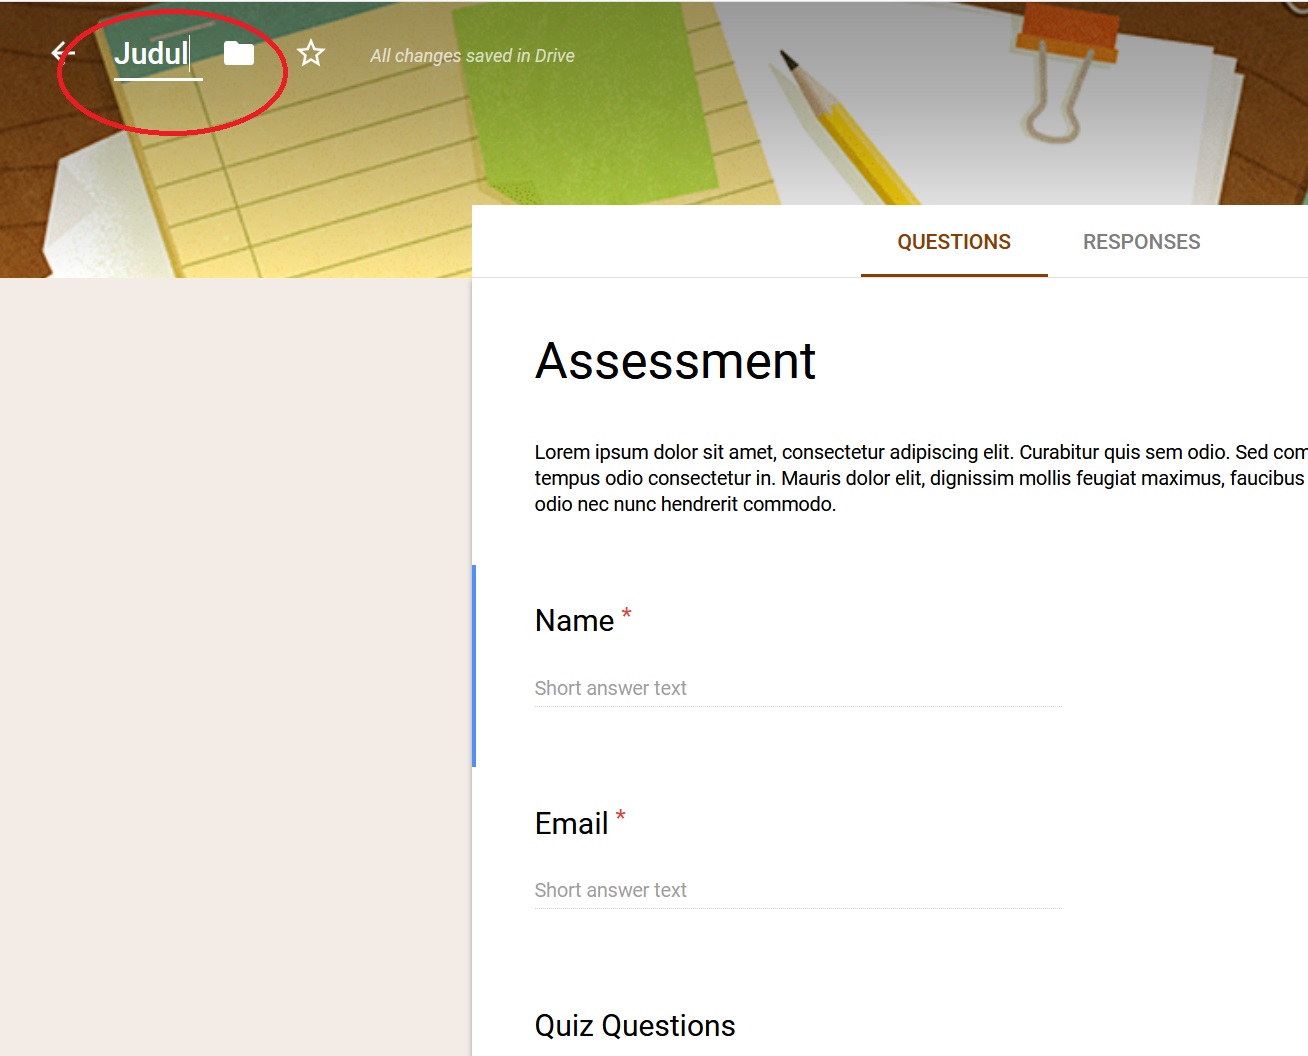 Judul
All changes saved in Drive
QUESTIONS RESPONSES
Assessment
Lorem ipsum dolor sit amet, consectetur adipiscing elit. Curabitur quis sem odio. Sed com
tempus odio consectetur in. Mauris dolor elit, dignissim mollis feugiat maximus, faucibus
odio nec nunc hendrerit commodo.
Name *
Short answer text
Email *
Short answer text
Quiz Questions